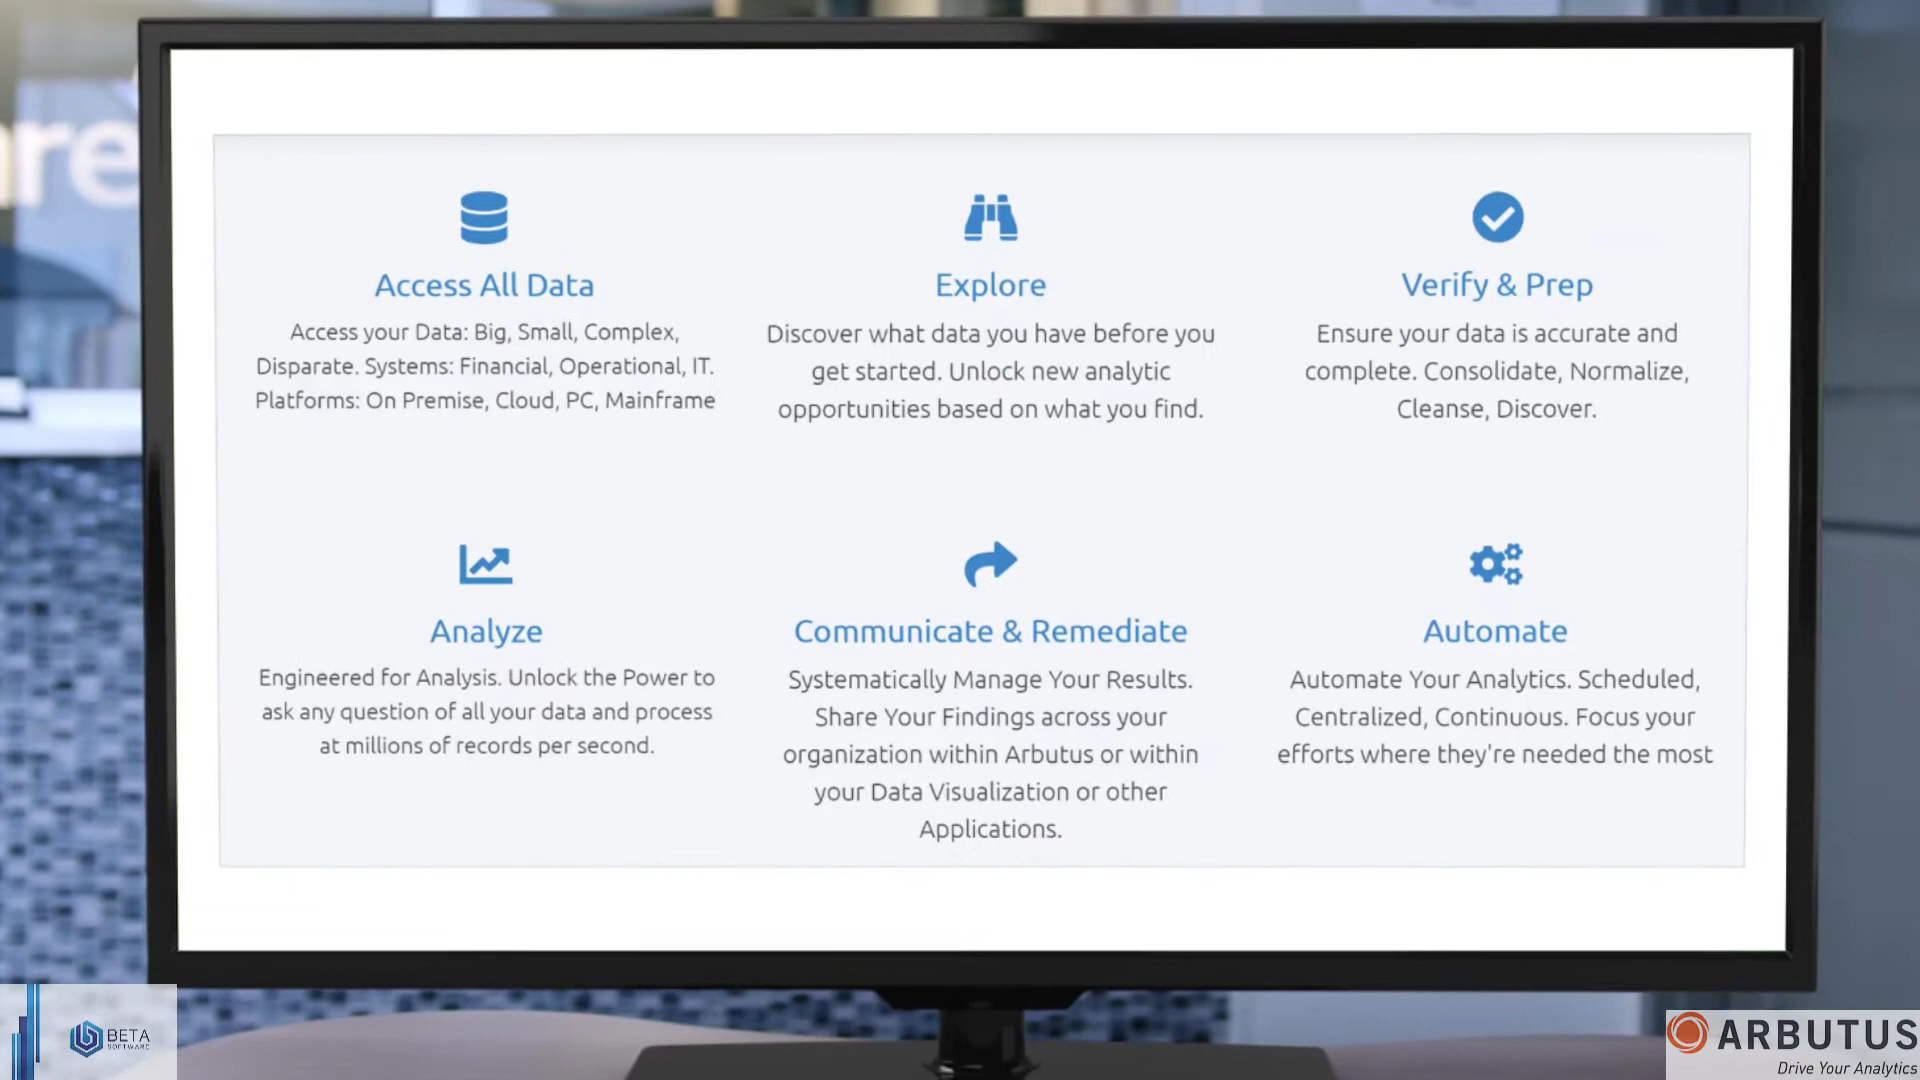 Access All Data
Access your Data: Big, Small, Complex,
Disparate. Systems: Financial, Operational, IT.
Platforms: On Premise, Cloud, PC, Mainframe
Explore
Discover what data you have before you
get started. Unlock new analytic
opportunities based on what you find.
Verify & Prep
Ensure your data is accurate and
complete. Consolidate, Normalize,
Cleanse, Discover.
Analyze
Engineered for Analysis. Unlock the Power to
ask any question of all your data and process
at millions of records per second.
Communicate & Remediate
Systematically Manage Your Results.
Share Your Findings across your
organization within Arbutus or within
your Data Visualization or other
Applications.
Automate
Automate Your Analytics. Scheduled,
Centralized, Continuous. Focus your
efforts where they're needed the most
BETA
SOFTWARE
ARBUTUS
Drive Your Analytics